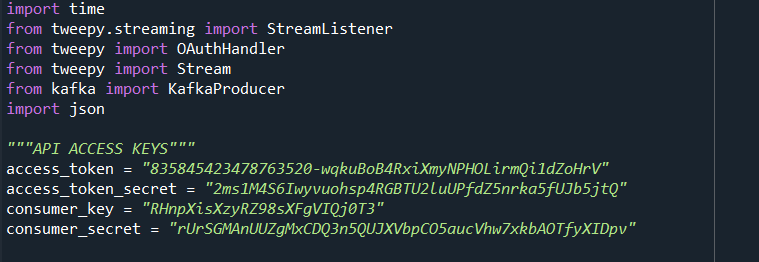 import time
from tweepy.streaming import StreamListener
from tweepy import OAuthHandler
from tweepy import Stream
from kafka import KafkaProducer
import json
"""API ACCESS KEYS"""
access_token = "835845423478763520-wqkuBoB4RxiXmyNPHOLirmQi1dZoHrV"
access_token_secret = "2ms1M4S6Iwyvuohsp4RGBTU2luUPfdZ5nrka5fUJb5jtQ"
consumer_key = "RHnpXisXzyRZ98sXFgVIQj0T3"
consumer_secret = "rUrSGMAnUUZgMxCDQ3n5QUJXVbpCO5aucVhw7xkbAOTfyXIDpv"